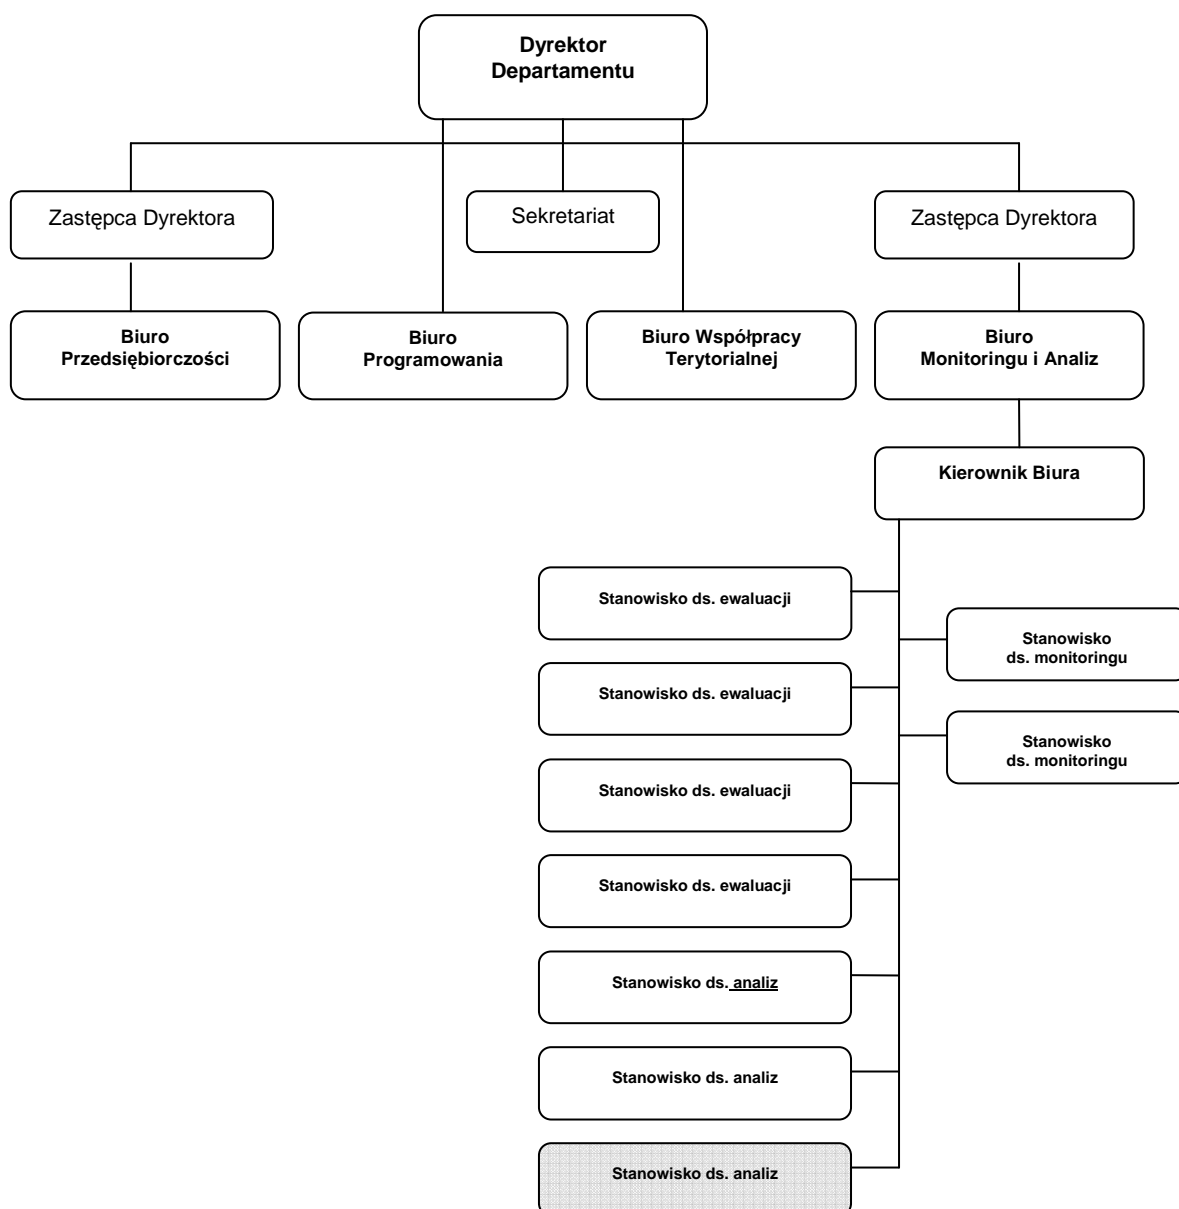 Dyrektor
Departamentu
Zastępca Dyrektora
Sekretariat
Zastępca Dyrektora
Biuro
Przedsiębiorczości
Biuro
Programowania
Biuro Współpracy
Terytorialnej
Biuro
Monitoringu i Analiz
Kierownik Biura
Stanowisko ds. ewaluacji
Stanowisko
ds. monitoringu
Stanowisko ds. ewaluacji
Stanowisko
ds. monitoringu
Stanowisko ds. ewaluacji
Stanowisko ds. ewaluacji
Stanowisko ds. analiz
Stanowisko ds. analiz
Stanowisko ds. analiz